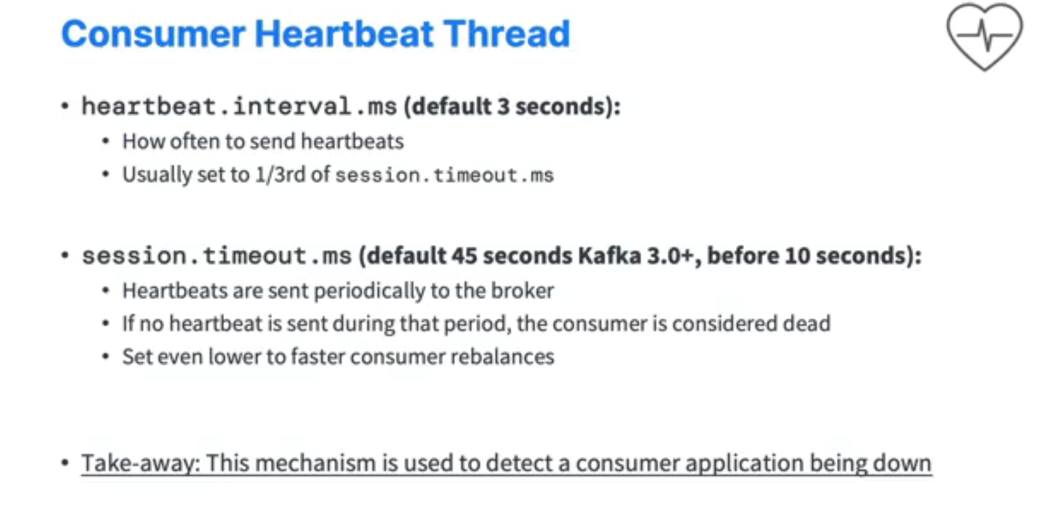 Consumer Heartbeat Thread
• heartbeat.interval.ms (default 3 seconds):
• How often to send heartbeats
• Usually set to 1/3rd of session.timeout.ms
• session.timeout.ms (default 45 seconds Kafka 3.0+, before 10 seconds):
• Heartbeats are sent periodically to the broker
• If no heartbeat is sent during that period, the consumer is considered dead
• Set even lower to faster consumer rebalances
• Take-away: This mechanism is used to detect a consumer application being down